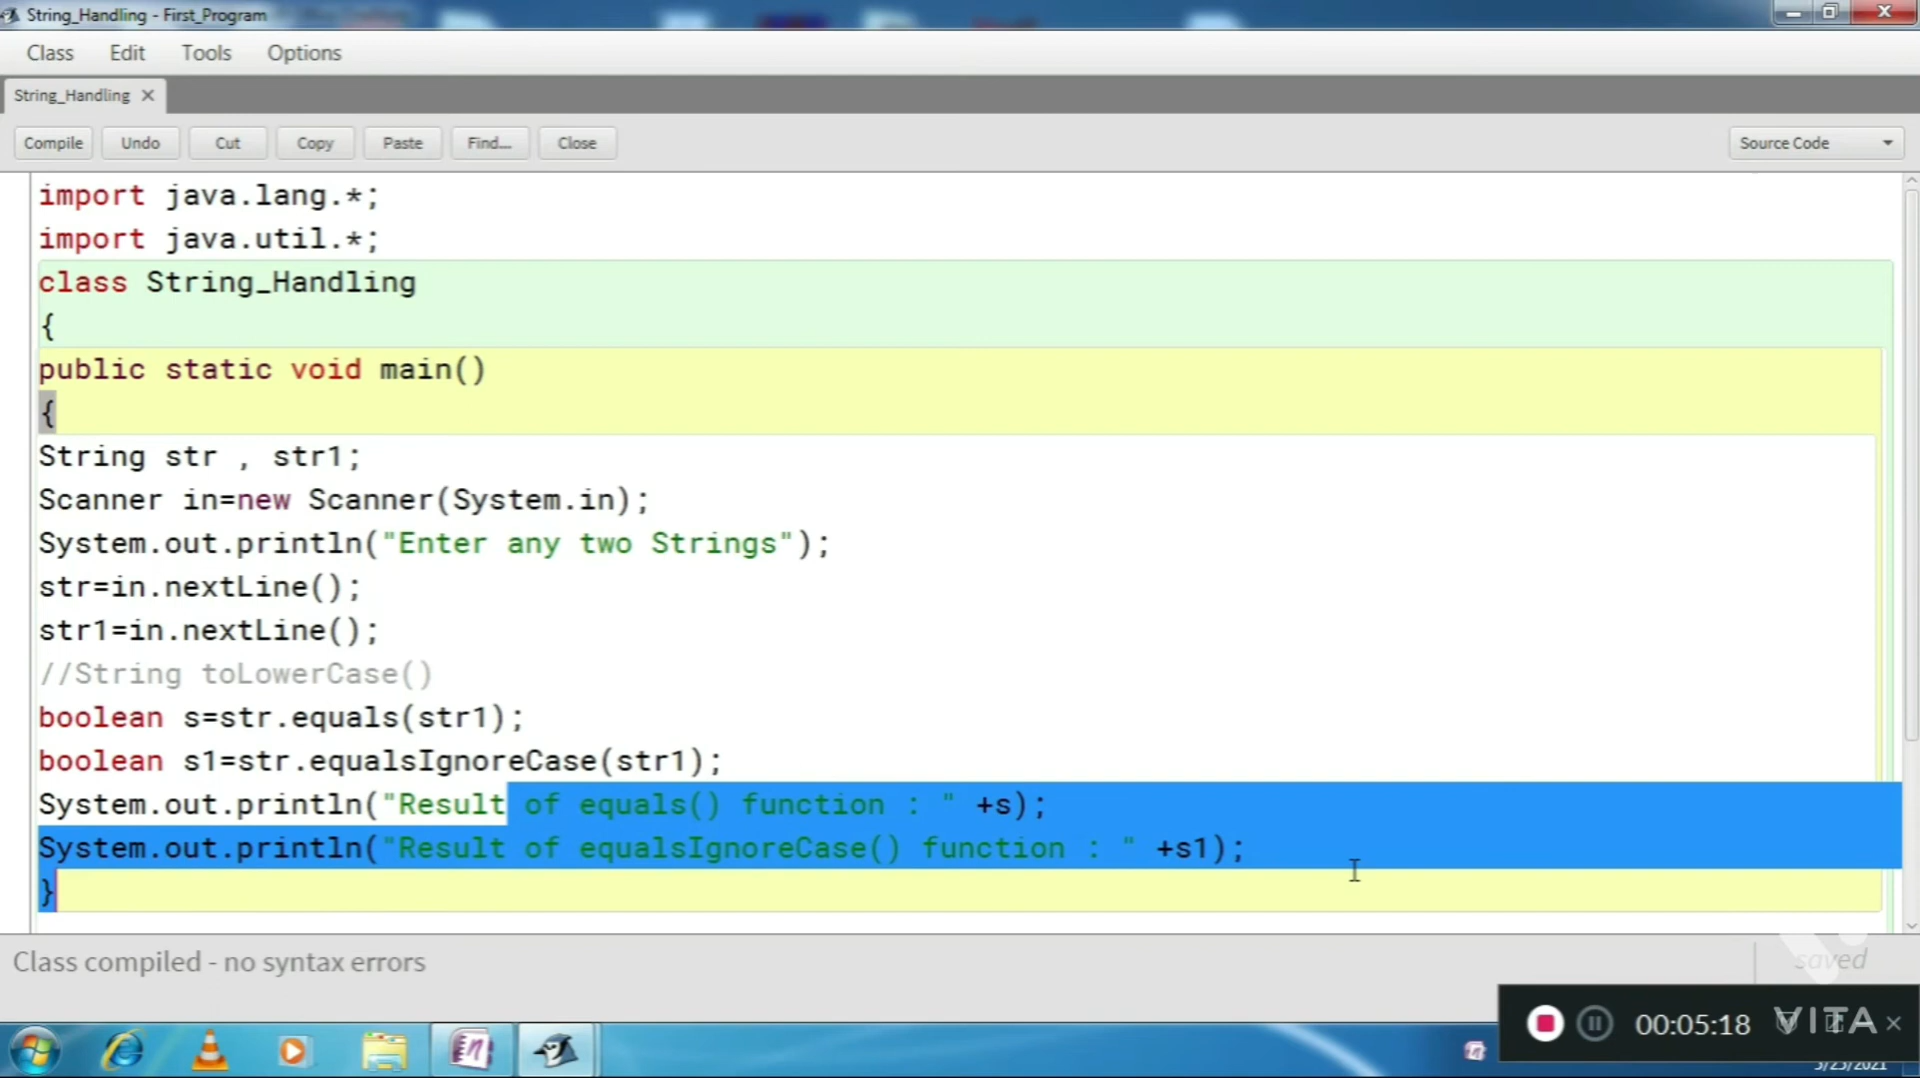 String_Handling - First_Program
Class Edit Tools Options
String_Handling
Compile Undo Cut Copy Paste Find... Close Source Code
import java.lang.*;
import java.util.*;
class String_Handling
{
public static void main()
{
String str , str1;
Scanner in=new Scanner(System.in);
System.out.println("Enter any two Strings");
str=in.nextLine();
str1=in.nextLine();
//String toLowerCase()
boolean s=str.equals(str1);
boolean s1=str.equalsIgnoreCase(str1);
System.out.println("Result of equals() function : " +s);
System.out.println("Result of equalsIgnoreCase() function : " +s1);
}
Class compiled - no syntax errors
saved
00:05:18 VITA
5/25/2021